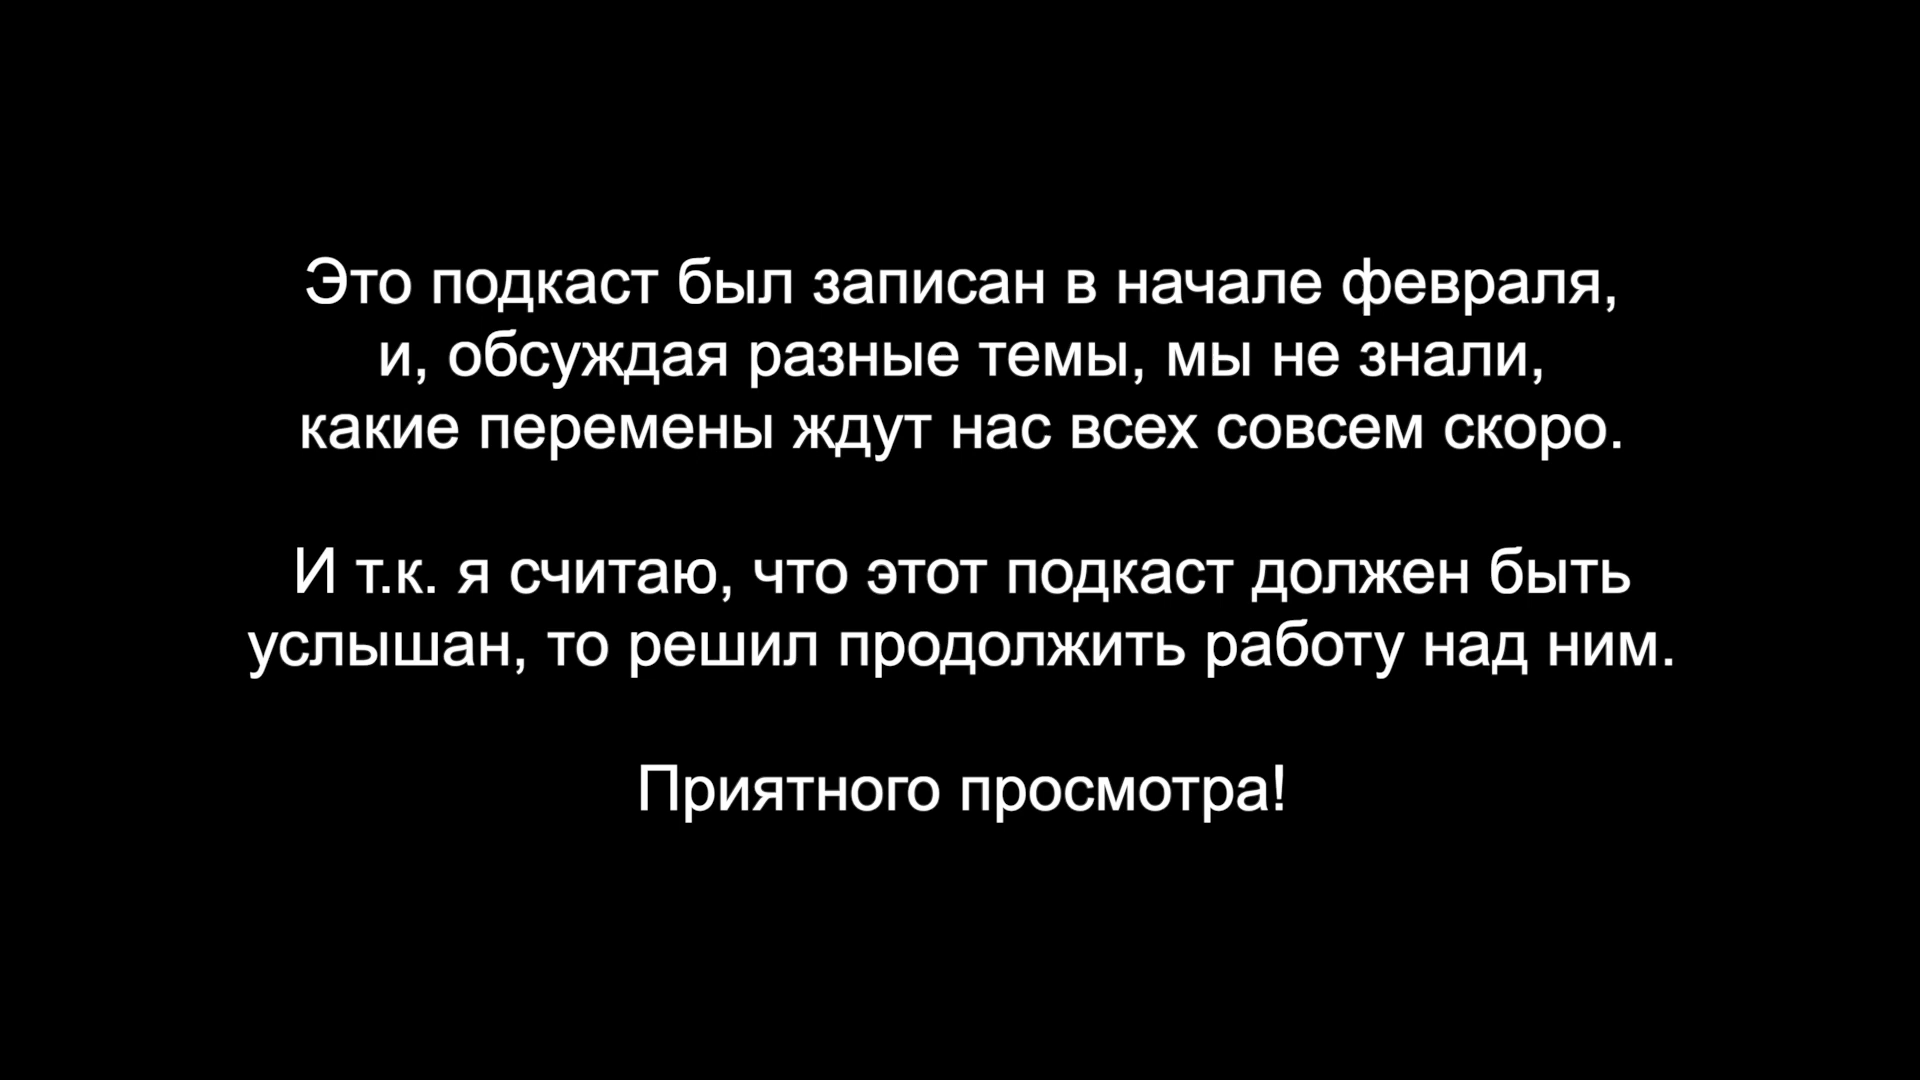 Это подкаст был записан в начале февраля,
и, обсуждая разные темы, мы не знали,
какие перемены ждут нас всех совсем скоро.
И т.к. я считаю, что этот подкаст должен быть
услышан, то решил продолжить работу над ним.
Приятного просмотра!